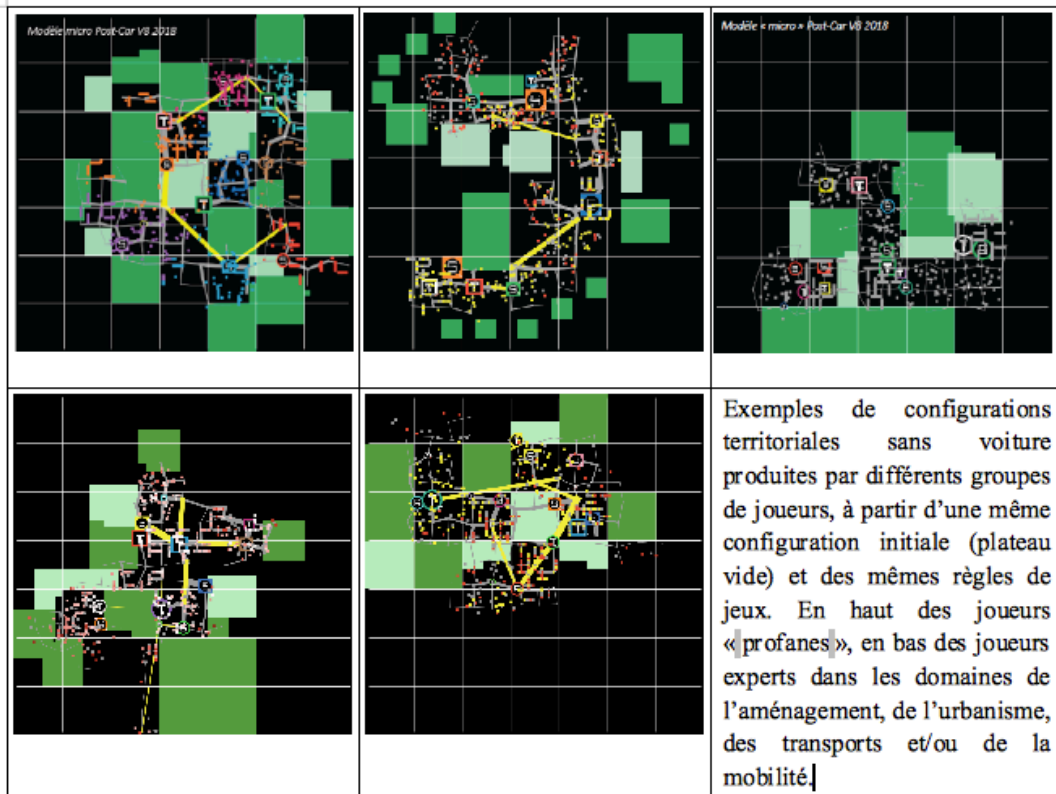 Modèle micro Post-Car V8 2018
Modèle « micro » Post-Car V8 2018
Exemples de configurations
territoriales sans voiture
produites par différents groupes
de joueurs, à partir d’une même
configuration initiale (plateau
vide) et des mêmes règles de
jeux. En haut des joueurs
« profanes », en bas des joueurs
experts dans les domaines de
l’aménagement, de l’urbanisme,
des transports et/ou de la
mobilité.